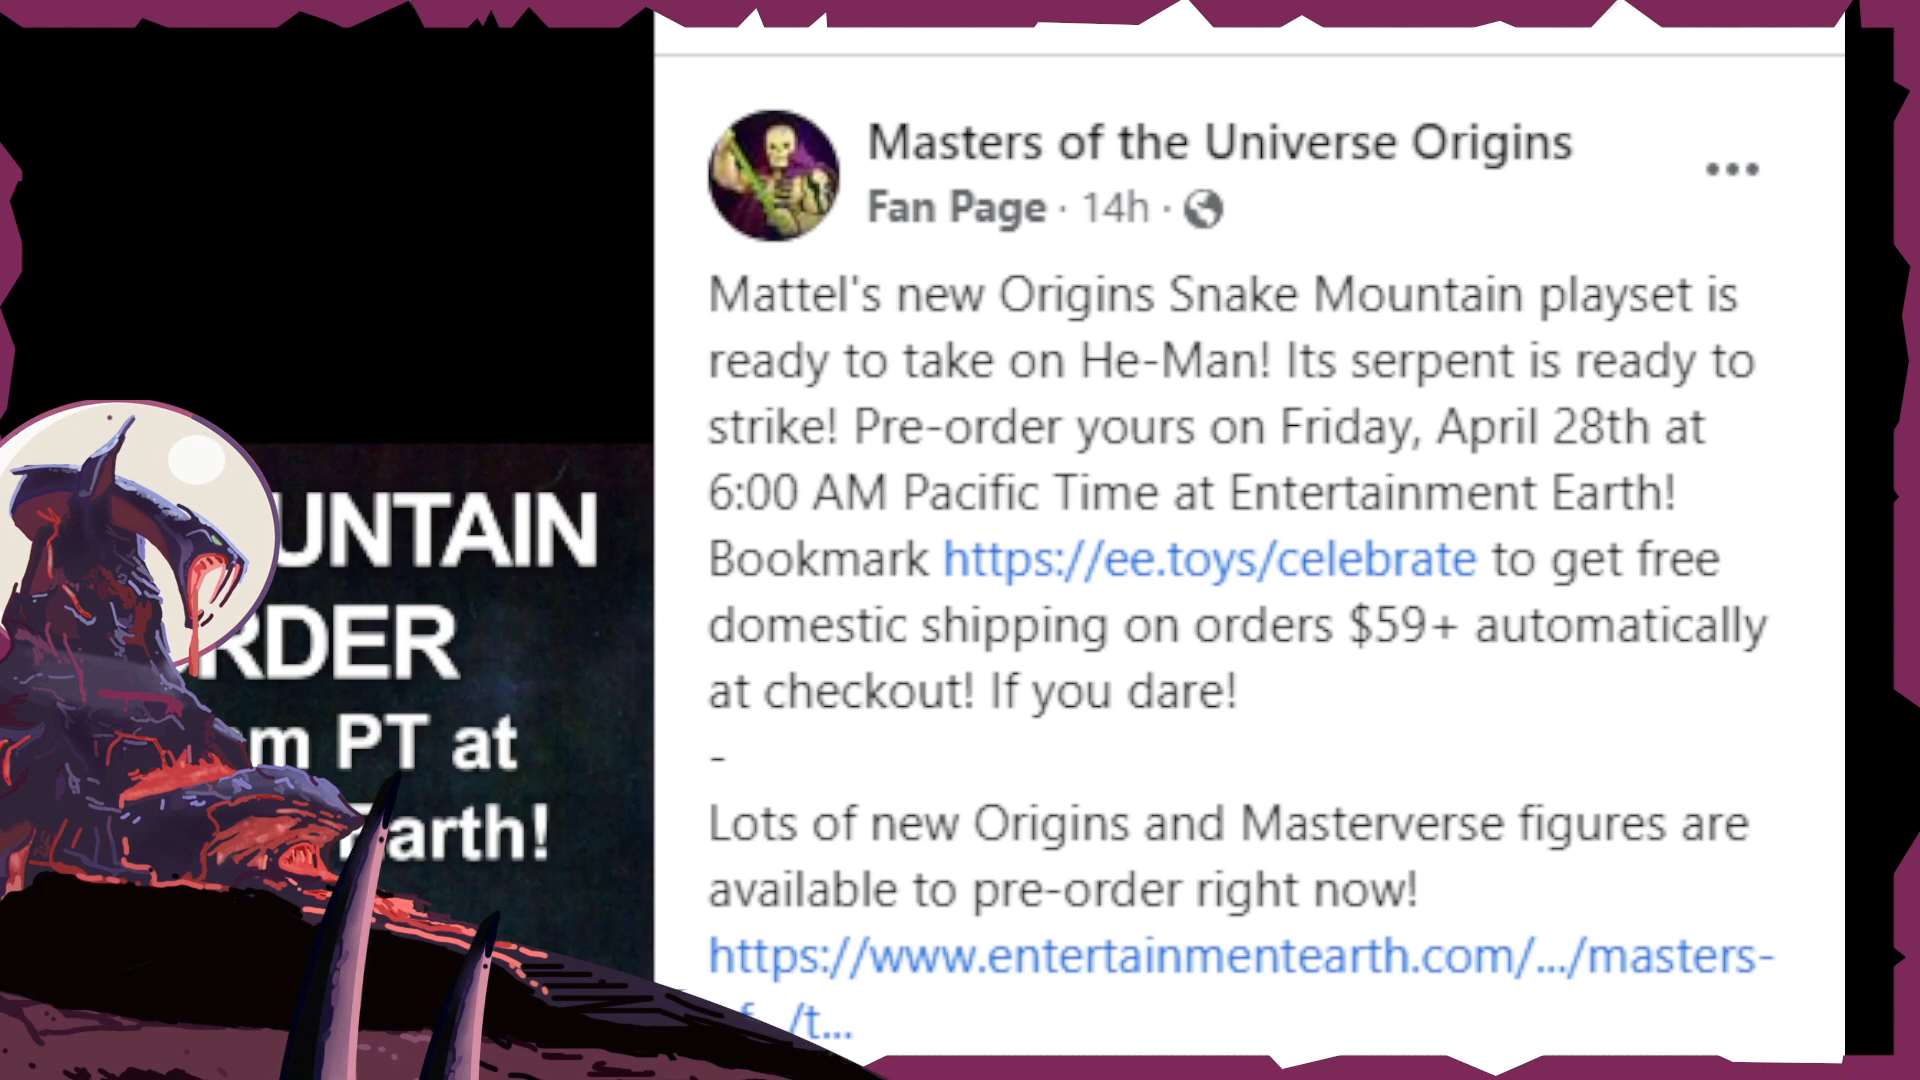 UNTAIN
RDER
m PT at
arth!
Masters of the Universe Origins
Fan Page · 14h ·
Mattel's new Origins Snake Mountain playset is
ready to take on He-Man! Its serpent is ready to
strike! Pre-order yours on Friday, April 28th at
6:00 AM Pacific Time at Entertainment Earth!
Bookmark https://ee.toys/celebrate to get free
domestic shipping on orders $59+ automatically
at checkout! If you dare!
-
Lots of new Origins and Masterverse figures are
available to pre-order right now!
https://www.entertainmentearth.com/.../masters-
/t...